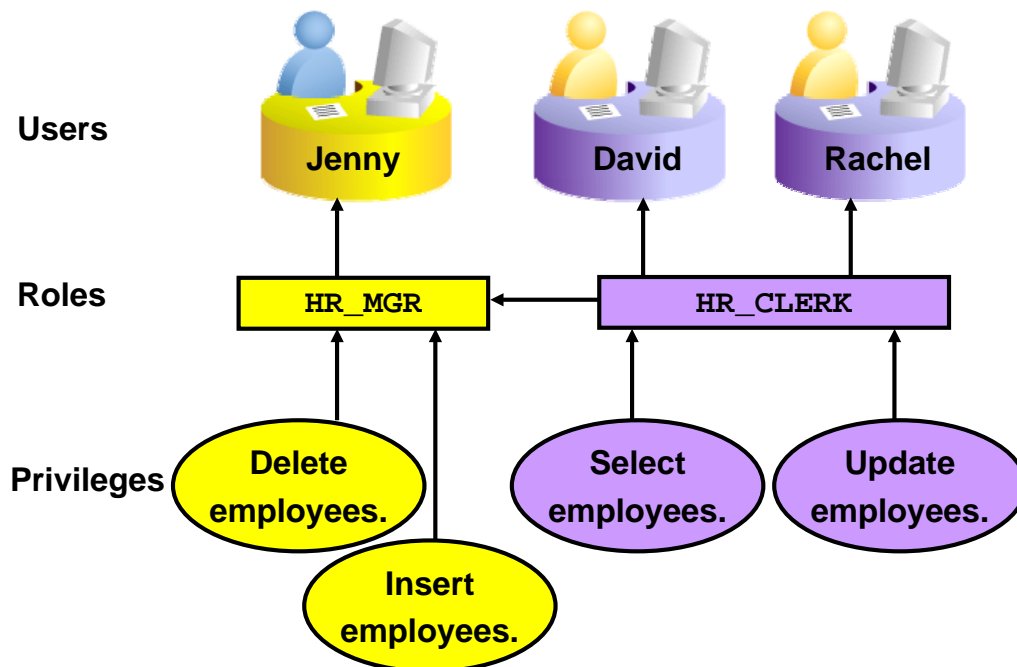 Users
Jenny
David
Rachel
Roles
HR_MGR
HR_CLERK
Privileges
Delete
employees.
Select
employees.
Update
employees.
Insert
employees.